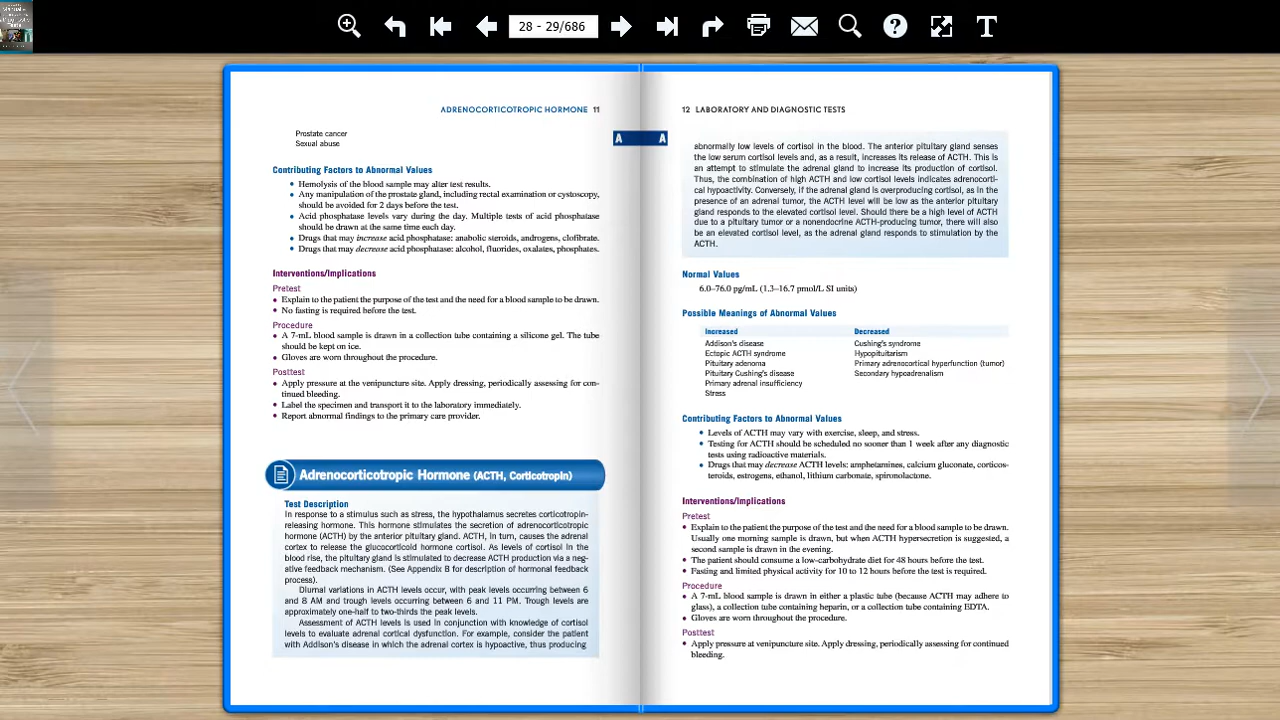 28 - 29/686
ADRENOCORTICOTROPIC HORMONE 11
Prostate cancer
Sexual abuse
Contributing Factors to Abnormal Values
• Hemolysis of the blood sample may alter test results.
• Any manipulation of the prostate gland, including rectal examination or cystoscopy,
should be avoided for 2 days before the test.
• Acid phosphatase levels vary during the day. Multiple tests of acid phosphatase
should be drawn at the same time each day.
• Drugs that may increase acid phosphatase: anabolic steroids, androgens, clofibrate.
• Drugs that may decrease acid phosphatase: alcohol, fluorides, oxalates, phosphates.
Interventions/Implications
Pretest
• Explain to the patient the purpose of the test and the need for a blood sample to be drawn.
• No fasting is required before the test.
Procedure
• A 7-mL blood sample is drawn in a collection tube containing a silicone gel. The tube
should be kept on ice.
• Gloves are worn throughout the procedure.
Posttest
• Apply pressure at the venipuncture site. Apply dressing, periodically assessing for con-
tinued bleeding.
• Label the specimen and transport it to the laboratory immediately.
• Report abnormal findings to the primary care provider.
Adrenocorticotropic Hormone (ACTH, Corticotropin)
Test Description
In response to a stimulus such as stress, the hypothalamus secretes corticotropin-
releasing hormone. This hormone stimulates the secretion of adrenocorticotropic
hormone (ACTH) by the anterior pituitary gland. ACTH, in turn, causes the adrenal
cortex to release the glucocorticoid hormone cortisol. As levels of cortisol in the
blood rise, the pituitary gland is stimulated to decrease ACTH production via a neg-
ative feedback mechanism. (See Appendix B for description of hormonal feedback
process).
Diurnal variations in ACTH levels occur, with peak levels occurring between 6
and 8 AM and trough levels occurring between 6 and 11 PM. Trough levels are
approximately one-half to two-thirds the peak levels.
Assessment of ACTH levels is used in conjunction with knowledge of cortisol
levels to evaluate adrenal cortical dysfunction. For example, consider the patient
with Addison's disease in which the adrenal cortex is hypoactive, thus producing
A A
12 LABORATORY AND DIAGNOSTIC TESTS
abnormally low levels of cortisol in the blood. The anterior pituitary gland senses
the low serum cortisol levels and, as a result, increases its release of ACTH. This is
an attempt to stimulate the adrenal gland to increase its production of cortisol.
Thus, the combination of high ACTH and low cortisol levels indicates adrenocorti-
cal hypoactivity. Conversely, if the adrenal gland is overproducing cortisol, as in the
presence of an adrenal tumor, the ACTH level will be low as the anterior pituitary
gland responds to the elevated cortisol level. Should there be a high level of ACTH
due to a pituitary tumor or a nonendocrine ACTH-producing tumor, there will also
be an elevated cortisol level, as the adrenal gland responds to stimulation by the
ACTH.
Normal Values
6.0–76.0 pg/mL (1.3–16.7 pmol/L SI units)
Possible Meanings of Abnormal Values
Increased Decreased
Addison's disease Cushing's syndrome
Ectopic ACTH syndrome Hypopituitarism
Pituitary adenoma Primary adrenocortical hyperfunction (tumor)
Pituitary Cushing's disease Secondary hypoadrenalism
Primary adrenal insufficiency
Stress
Contributing Factors to Abnormal Values
• Levels of ACTH may vary with exercise, sleep, and stress.
• Testing for ACTH should be scheduled no sooner than 1 week after any diagnostic
tests using radioactive materials.
• Drugs that may decrease ACTH levels: amphetamines, calcium gluconate, corticos-
teroids, estrogens, ethanol, lithium carbonate, spironolactone.
Interventions/Implications
Pretest
• Explain to the patient the purpose of the test and the need for a blood sample to be drawn.
Usually one morning sample is drawn, but when ACTH hypersecretion is suggested, a
second sample is drawn in the evening.
• The patient should consume a low-carbohydrate diet for 48 hours before the test.
• Fasting and limited physical activity for 10 to 12 hours before the test is required.
Procedure
• A 7-mL blood sample is drawn in either a plastic tube (because ACTH may adhere to
glass), a collection tube containing heparin, or a collection tube containing EDTA.
• Gloves are worn throughout the procedure.
Posttest
• Apply pressure at venipuncture site. Apply dressing, periodically assessing for continued
bleeding.